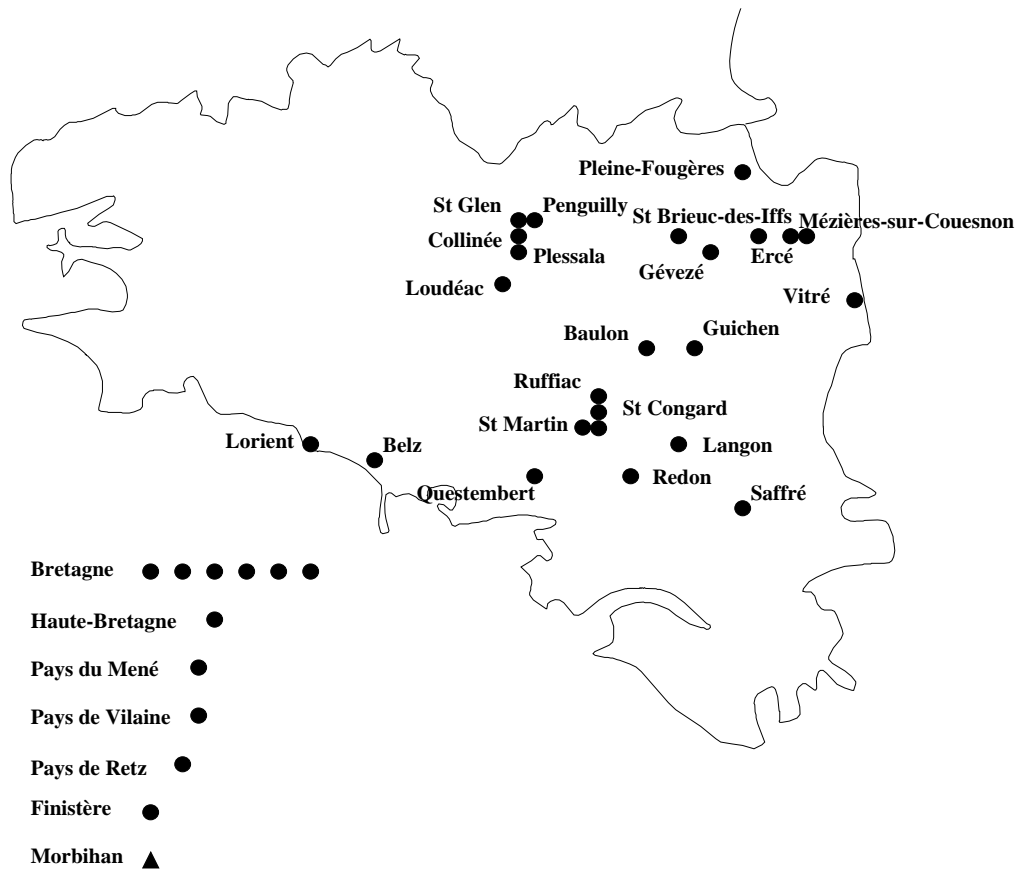 Pleine-Fougères
St Glen
Penguilly
St Brieuc-des-Iffs
Mézières-sur-Couesnon
Collinée
Plessala
Ercé
Gévezé
Loudéac
Vitré
Baulon
Guichen
Ruffiac
St Congard
St Martin
Lorient
Belz
Langon
Questembert
Redon
Saffré
Bretagne
Haute-Bretagne
Pays du Mené
Pays de Vilaine
Pays de Retz
Finistère
Morbihan